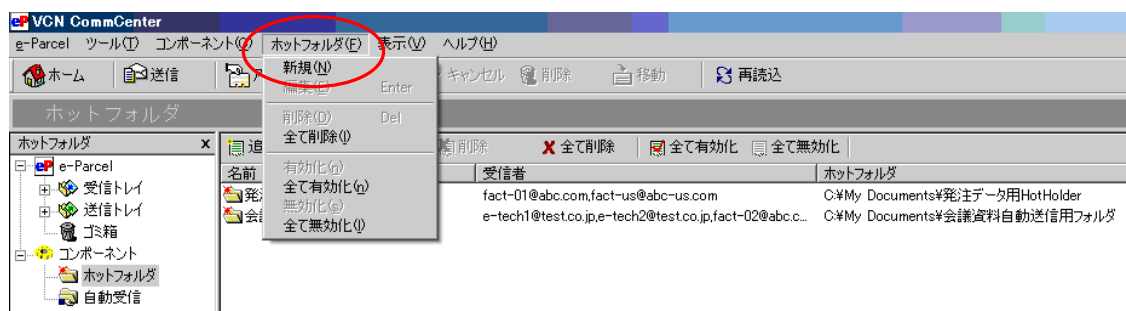 VCN CommCenter
e-Parcel ツール(T) コンポーネント(C) ホットフォルダ(F) 表示(V) ヘルプ(H)
ホーム 送信 ア キャンセル 削除 移動 再読込
新規(N)
編集(E) Enter
削除(D) Del
全て削除(I)
有効化(n)
全て有効化(n)
無効化(s)
全て無効化(I)
ホットフォルダ
ホットフォルダ x 追 削除 全て削除 全て有効化 全て無効化
名前 受信者 ホットフォルダ
発 fact-01@abc.com,fact-us@abc-us.com C:¥My Documents¥発注データ用HotHolder
会 e-tech1@test.co.jp,e-tech2@test.co.jp,fact-02@abc.c... C:¥My Documents¥会議資料自動送信用フォルダ
e-Parcel
受信トレイ
送信トレイ
ゴミ箱
コンポーネント
ホットフォルダ
自動受信